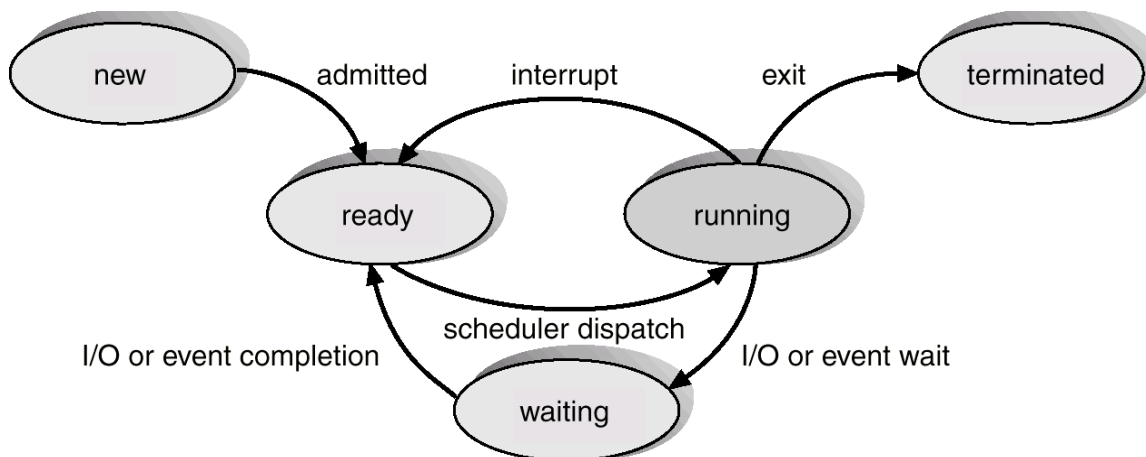 new
admitted
interrupt
exit
terminated
ready
running
scheduler dispatch
I/O or event completion
I/O or event wait
waiting